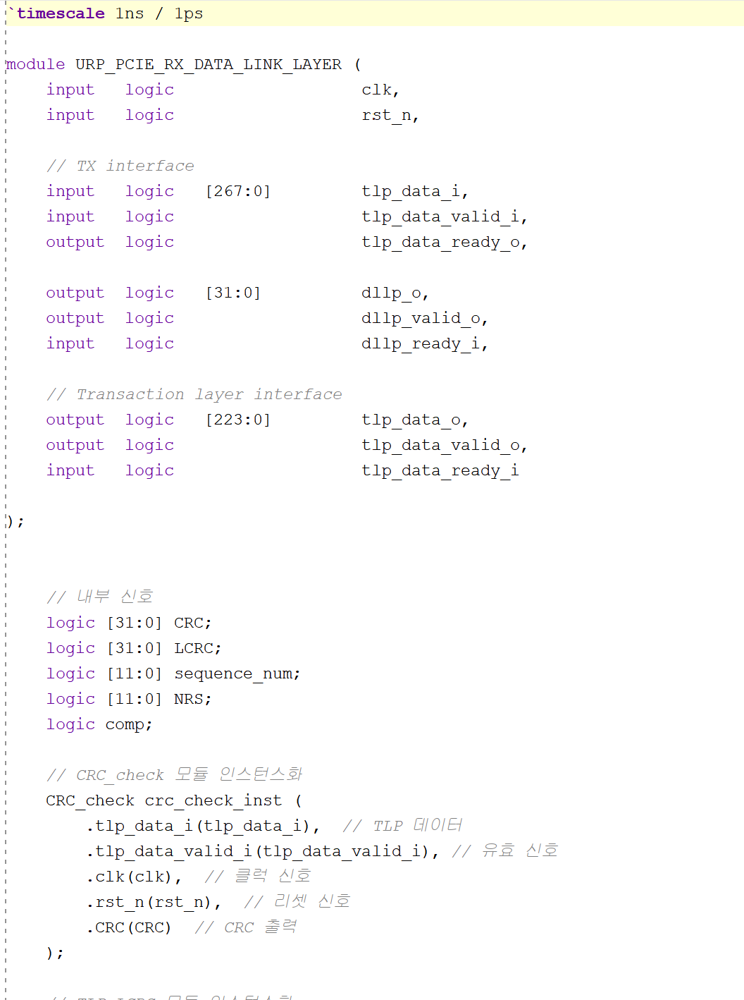 `timescale 1ns / 1ps
module URP_PCIE_RX_DATA_LINK_LAYER (
input logic clk,
input logic rst_n,
// TX interface
input logic [267:0] tlp_data_i,
input logic tlp_data_valid_i,
output logic tlp_data_ready_o,
output logic [31:0] dllp_o,
output logic dllp_valid_o,
input logic dllp_ready_i,
// Transaction layer interface
output logic [223:0] tlp_data_o,
output logic tlp_data_valid_o,
input logic tlp_data_ready_i
);
// 내부 신호
logic [31:0] CRC;
logic [31:0] LCRC;
logic [11:0] sequence_num;
logic [11:0] NRS;
logic comp;
// CRC_check 모듈 인스턴스화
CRC_check crc_check_inst (
.tlp_data_i(tlp_data_i), // TLP 데이터
.tlp_data_valid_i(tlp_data_valid_i), // 유효 신호
.clk(clk), // 클럭 신호
.rst_n(rst_n), // 리셋 신호
.CRC(CRC) // CRC 출력
);